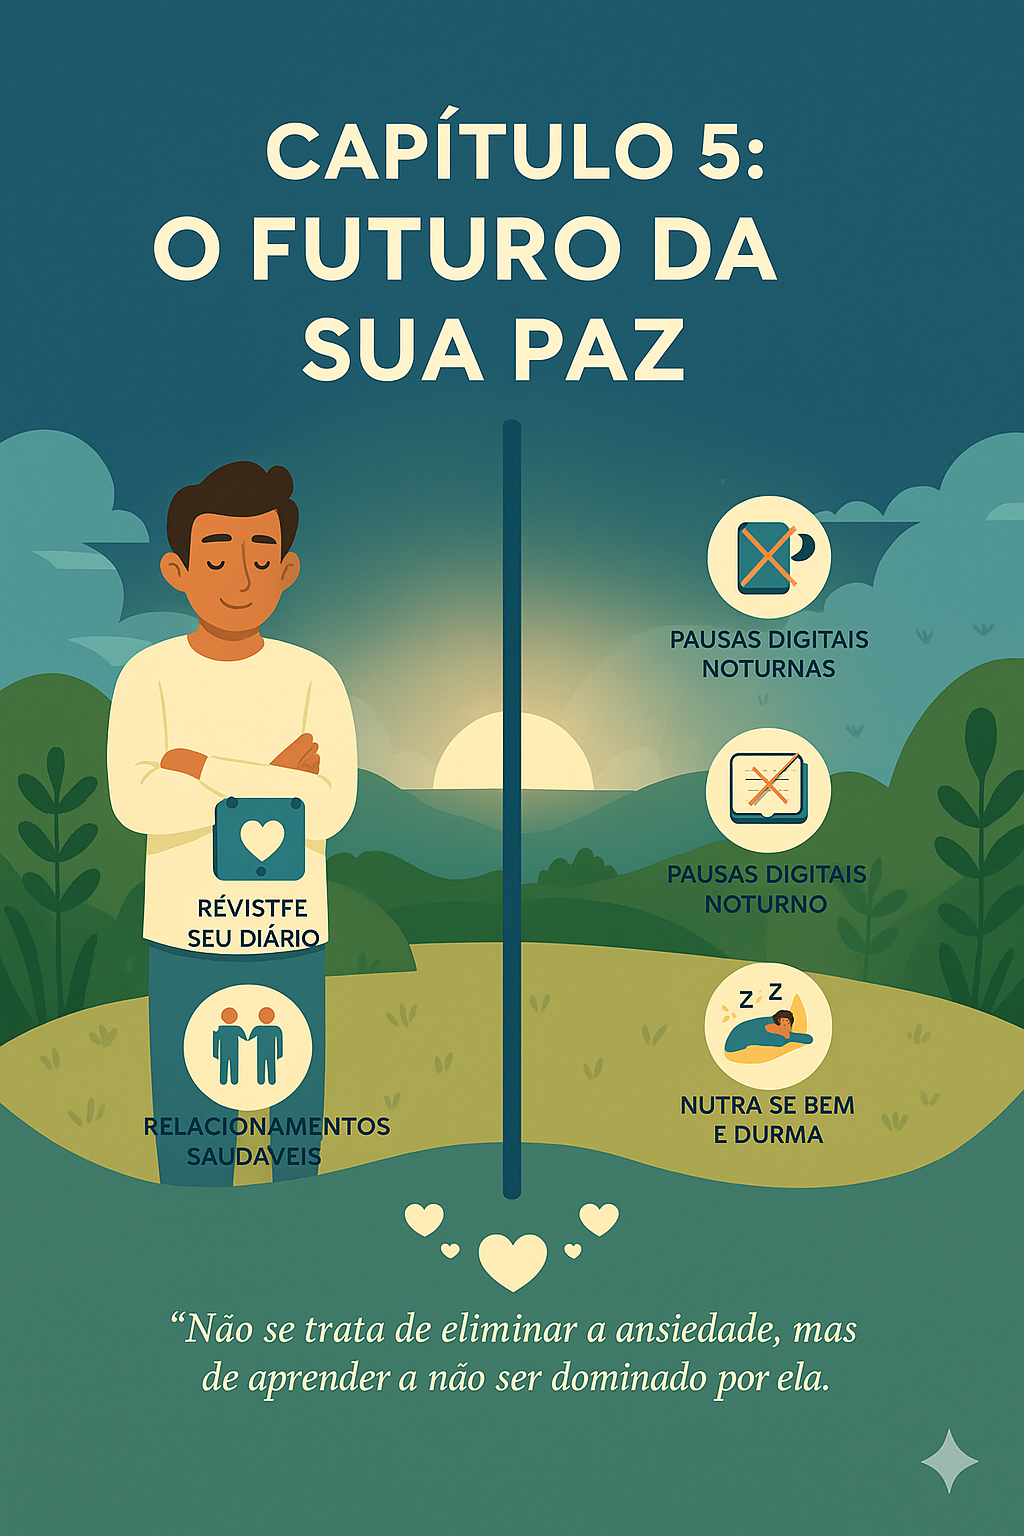 CAPÍTULO 5:
O FUTURO DA
SUA PAZ
RÉVISTFE
SEU DIÁRIO
RELACIONAMENTOS
SAUDAVEIS
PAUSAS DIGITAIS
NOTURNAS
PAUSAS DIGITAIS
NOTURNO
Z Z
NUTRA SE BEM
E DURMA
“Não se trata de eliminar a ansiedade, mas
de aprender a não ser dominado por ela.